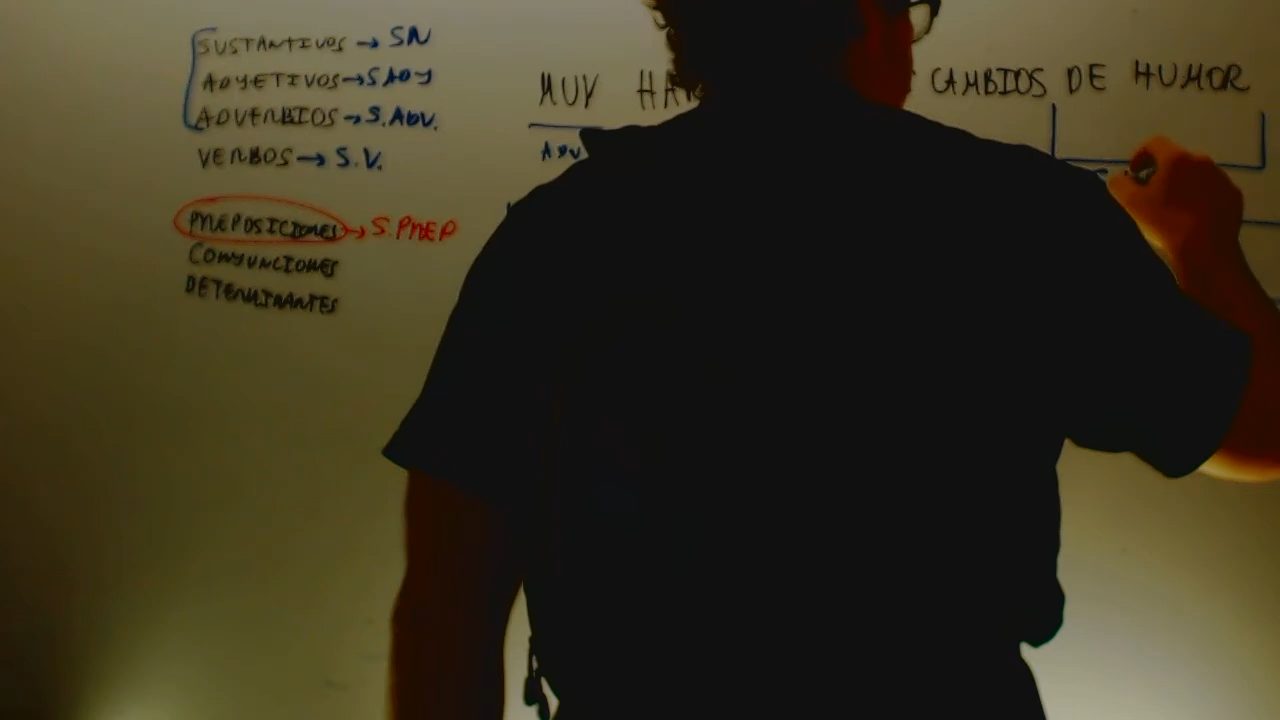 SUSTANTIVOS → SN
ADJETIVOS → S ADJ
ADVERBIOS → S. ADV.
VERBOS → S.V.
PREPOSICIONES → S. PREP
CONJUNCIONES
DETERMINANTES
MUY CAMBIOS DE HUMOR
ADV